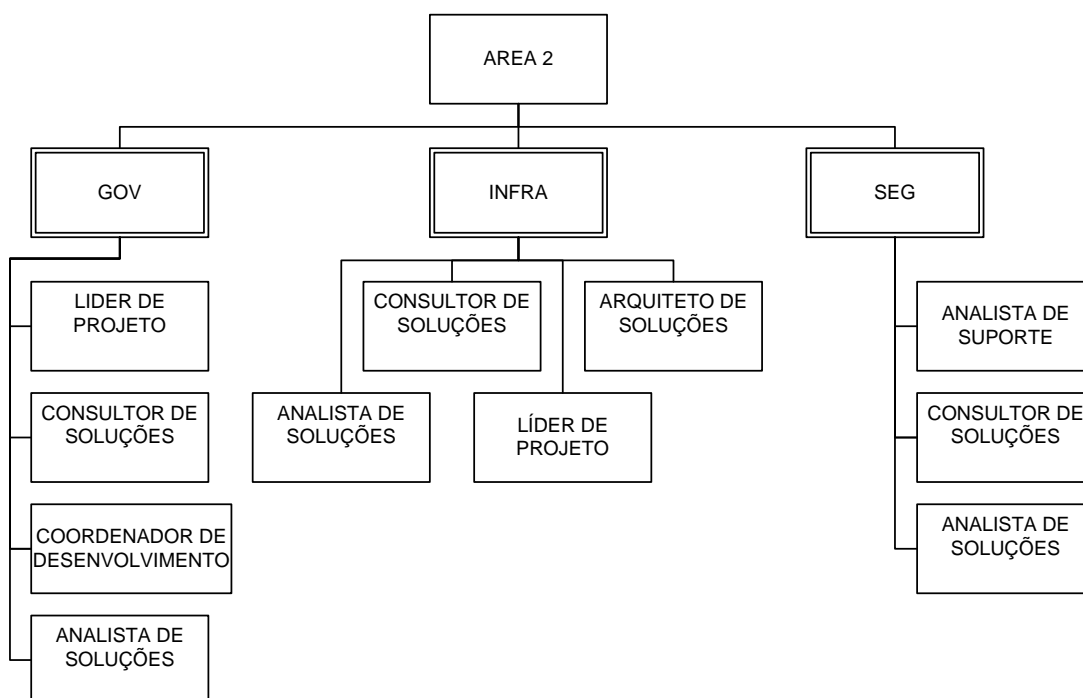 AREA 2
GOV
INFRA
SEG
LIDER DE
PROJETO
CONSULTOR DE
SOLUÇÕES
COORDENADOR DE
DESENVOLVIMENTO
ANALISTA DE
SOLUÇÕES
CONSULTOR DE
SOLUÇÕES
ARQUITETO DE
SOLUÇÕES
ANALISTA DE
SOLUÇÕES
LÍDER DE
PROJETO
ANALISTA DE
SUPORTE
CONSULTOR DE
SOLUÇÕES
ANALISTA DE
SOLUÇÕES